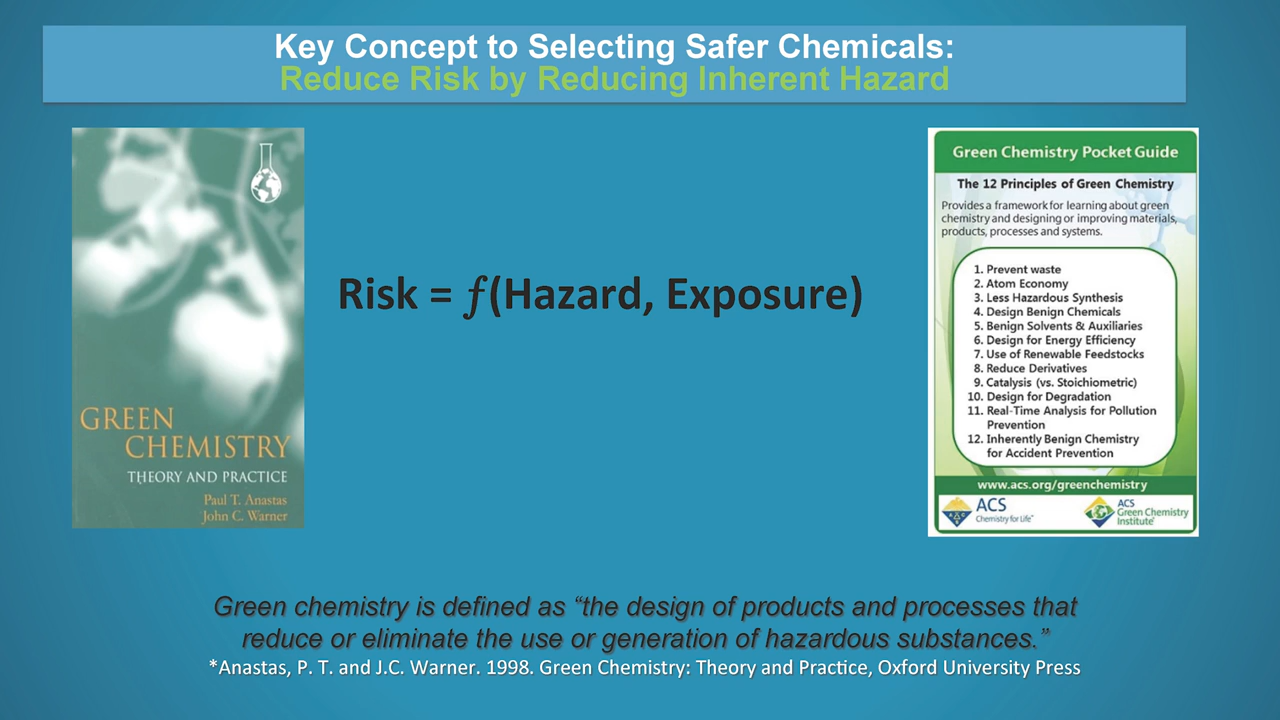 Key Concept to Selecting Safer Chemicals:
Reduce Risk by Reducing Inherent Hazard
GREEN
CHEMISTRY
THEORY AND PRACTICE
Paul T. Anastas
John C. Warner
Risk = ƒ(Hazard, Exposure)
Green Chemistry Pocket Guide
The 12 Principles of Green Chemistry
Provides a framework for learning about green
chemistry and designing or improving materials,
products, processes and systems.
1. Prevent waste
2. Atom Economy
3. Less Hazardous Synthesis
4. Design Benign Chemicals
5. Benign Solvents & Auxiliaries
6. Design for Energy Efficiency
7. Use of Renewable Feedstocks
8. Reduce Derivatives
9. Catalysis (vs. Stoichiometric)
10. Design for Degradation
11. Real-Time Analysis for Pollution
Prevention
12. Inherently Benign Chemistry
for Accident Prevention
www.acs.org/greenchemistry
ACS
Chemistry for Life™
ACS
Green Chemistry
Institute®
Green chemistry is defined as “the design of products and processes that
reduce or eliminate the use or generation of hazardous substances.”
*Anastas, P. T. and J.C. Warner. 1998. Green Chemistry: Theory and Practice, Oxford University Press